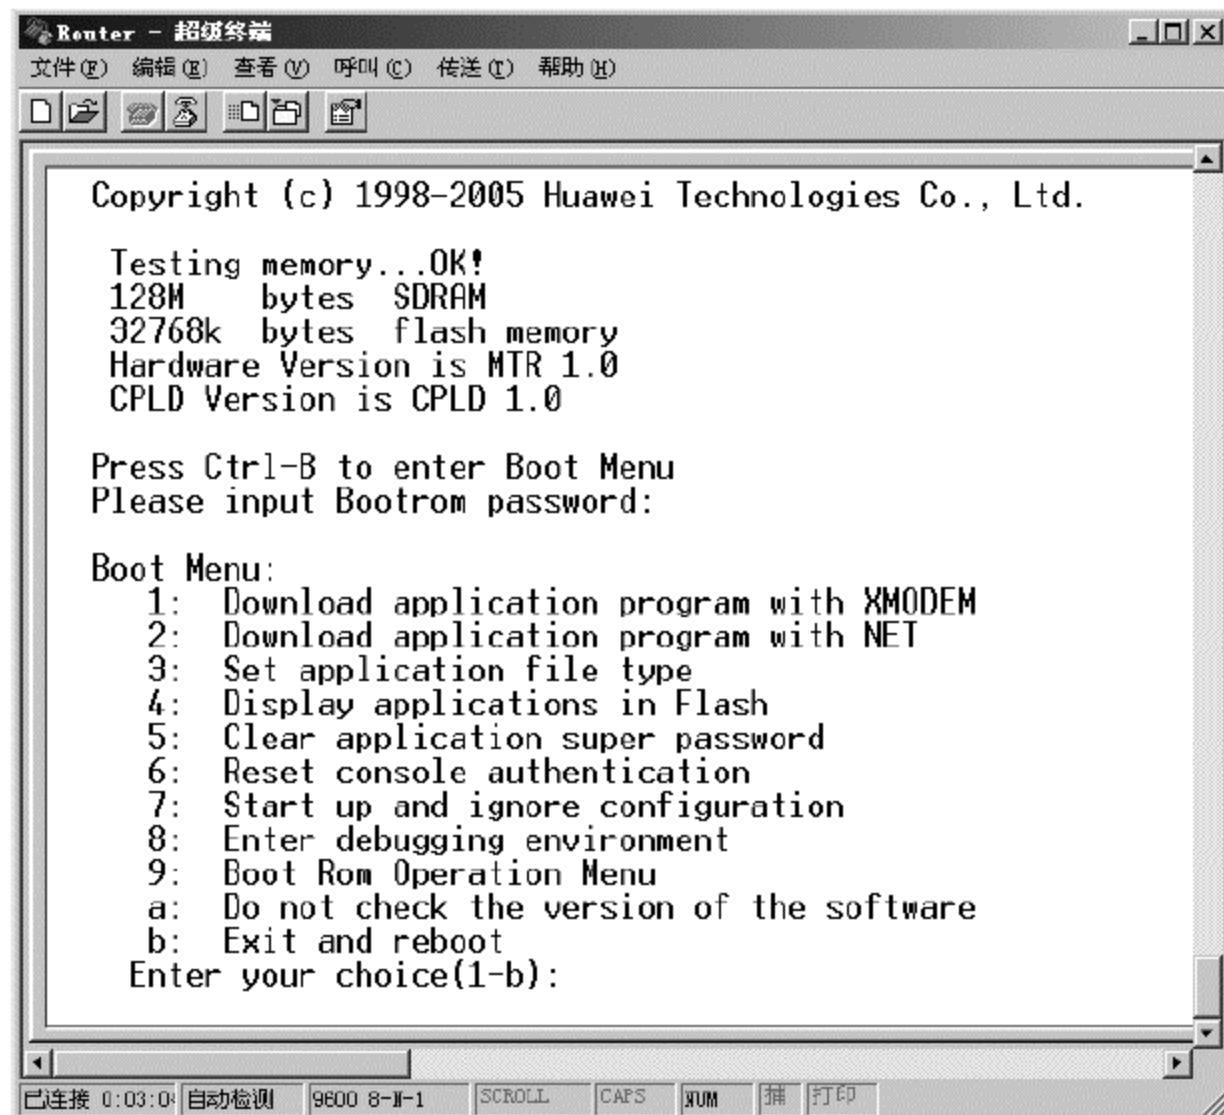 Router - 超级终端
文件(F) 编辑(E) 查看(V) 呼叫(C) 传送(T) 帮助(H)
Copyright (c) 1998-2005 Huawei Technologies Co., Ltd.
Testing memory...OK!
128M bytes SDRAM
32768k bytes flash memory
Hardware Version is MTR 1.0
CPLD Version is CPLD 1.0
Press Ctrl-B to enter Boot Menu
Please input Bootrom password:
Boot Menu:
1: Download application program with XMODEM
2: Download application program with NET
3: Set application file type
4: Display applications in Flash
5: Clear application super password
6: Reset console authentication
7: Start up and ignore configuration
8: Enter debugging environment
9: Boot Rom Operation Menu
a: Do not check the version of the software
b: Exit and reboot
Enter your choice(1-b):
已连接 0:03:0 自动检测 9600 8-N-1 SCROLL CAPS NUM 捕 打印